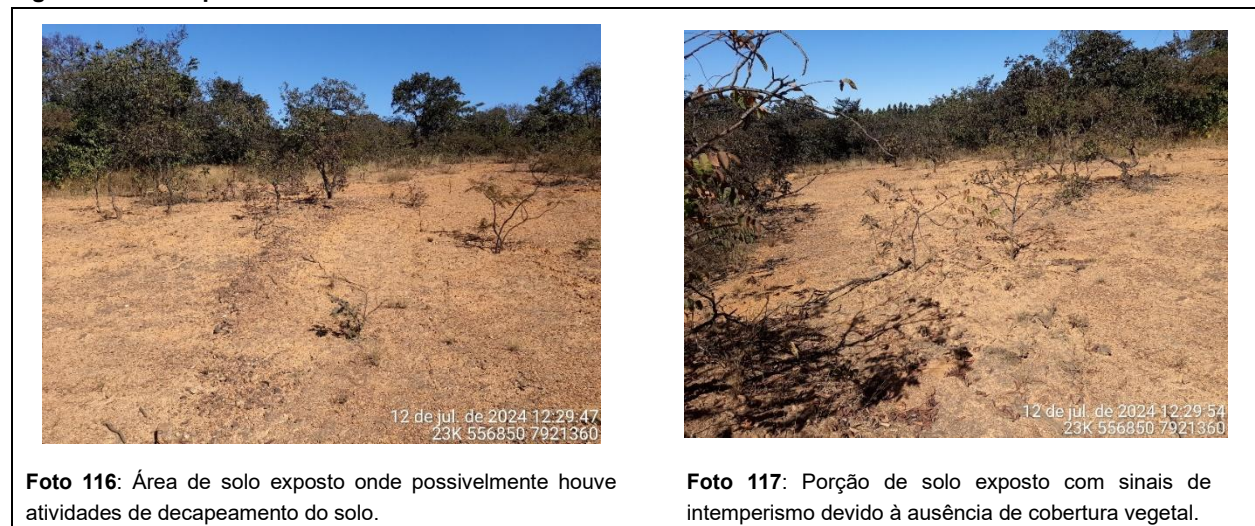 12 de jul. de 2024 12:29:47
23K 556850 7921360
12 de jul. de 2024 12:29:54
23K 556850 7921360
Foto 116: Área de solo exposto onde possivelmente houve
atividades de decapeamento do solo.
Foto 117: Porção de solo exposto com sinais de
intemperismo devido à ausência de cobertura vegetal.